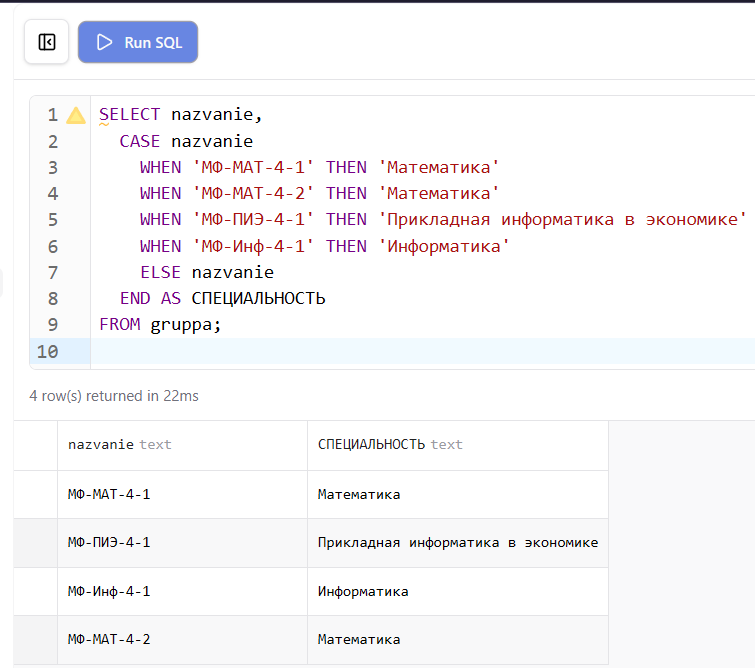 Run SQL
1 SELECT nazvanie,
2 CASE nazvanie
3 WHEN 'МФ-МАТ-4-1' THEN 'Математика'
4 WHEN 'МФ-МАТ-4-2' THEN 'Математика'
5 WHEN 'МФ-ПИЭ-4-1' THEN 'Прикладная информатика в экономике'
6 WHEN 'МФ-Инф-4-1' THEN 'Информатика'
7 ELSE nazvanie
8 END AS СПЕЦИАЛЬНОСТЬ
9 FROM gruppa;
10
4 row(s) returned in 22ms
nazvanie text СПЕЦИАЛЬНОСТЬ text
МФ-МАТ-4-1 Математика
МФ-ПИЭ-4-1 Прикладная информатика в экономике
МФ-Инф-4-1 Информатика
МФ-МАТ-4-2 Математика